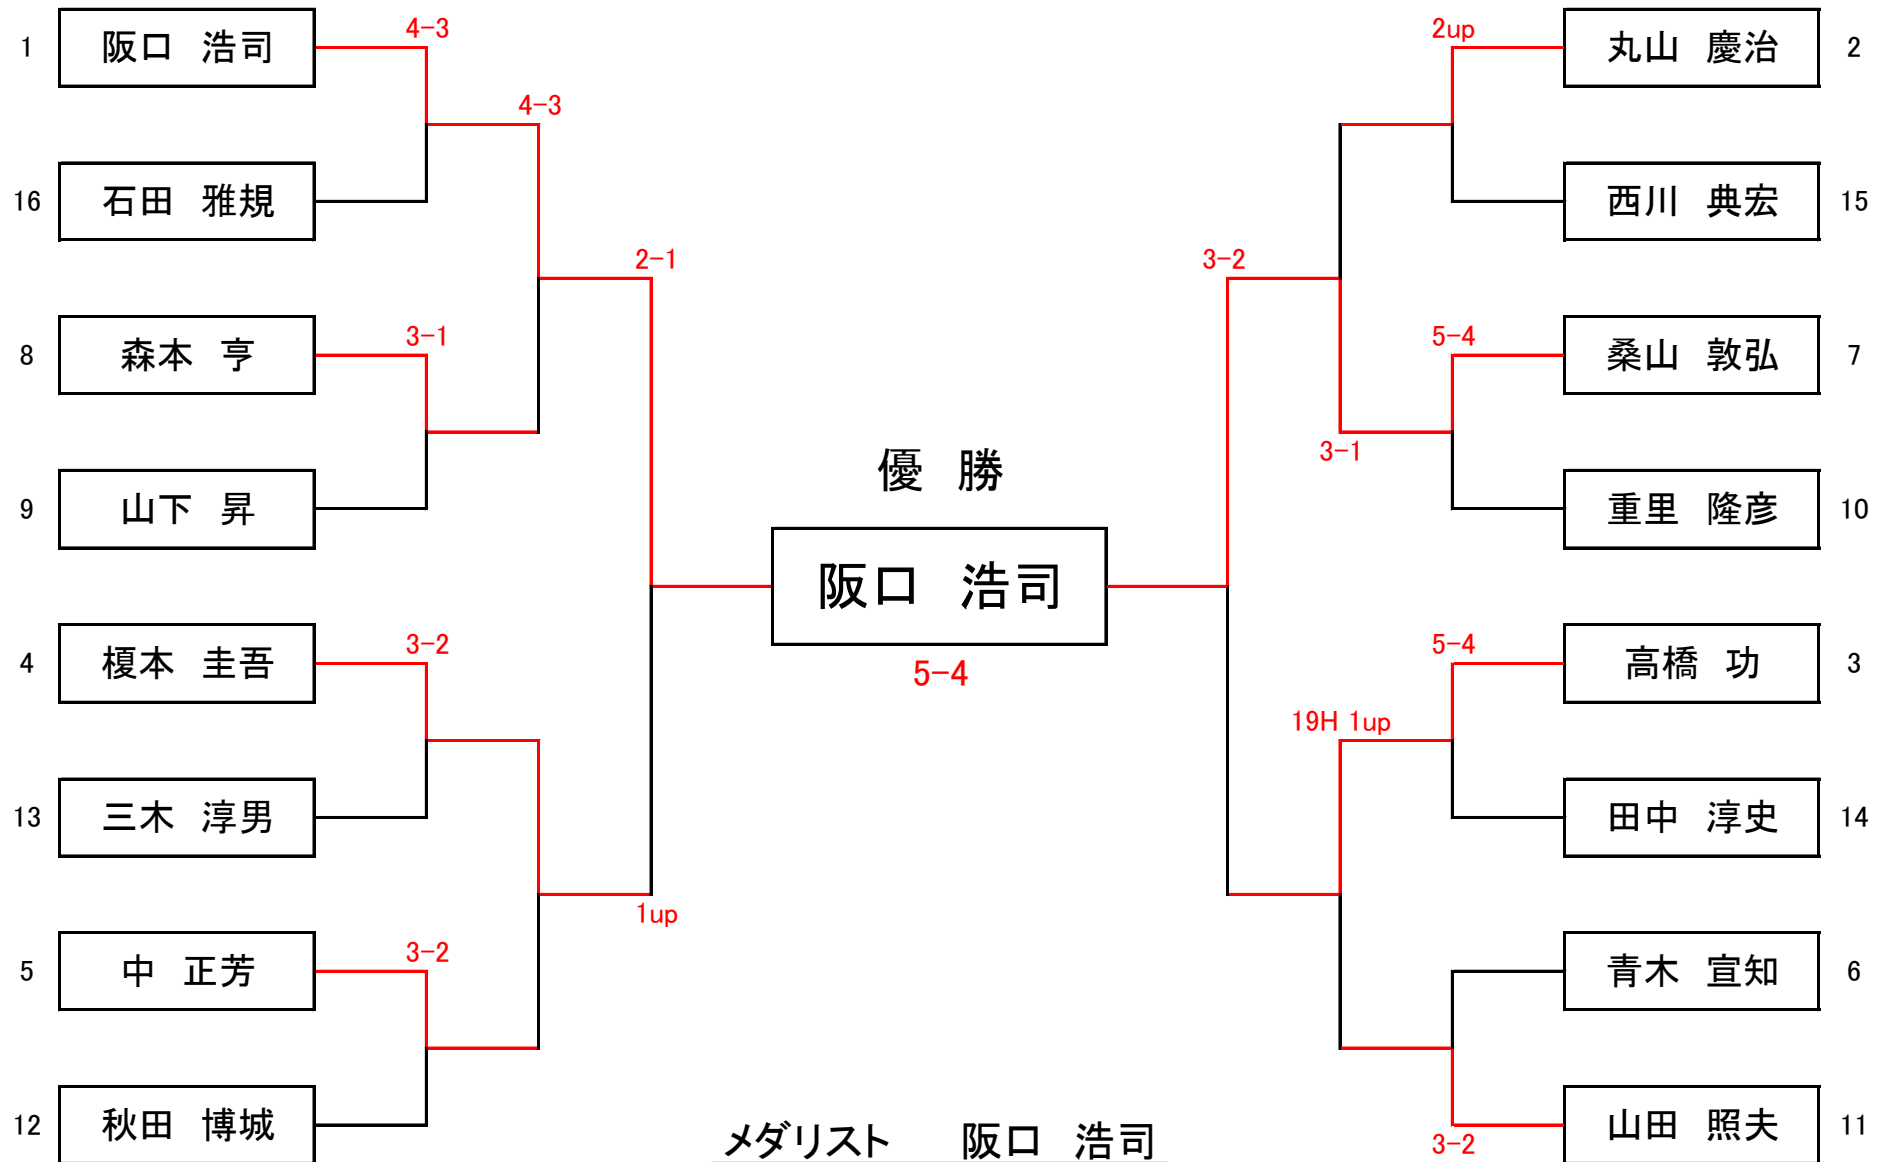 1 阪口 浩司 4-3 2up 丸山 慶治 2
4-3
16 石田 雅規 西川 典宏 15
2-1 3-2
8 森本 亨 3-1 5-4 桑山 敦弘 7
3-1
優 勝
9 山下 昇 重里 隆彦 10
阪口 浩司
5-4
4 榎本 圭吾 3-2 5-4 高橋 功 3
19H 1up
13 三木 淳男 田中 淳史 14
1up
5 中 正芳 3-2 青木 宣知 6
12 秋田 博城 山田 照夫 11
3-2
メダリスト 阪口 浩司